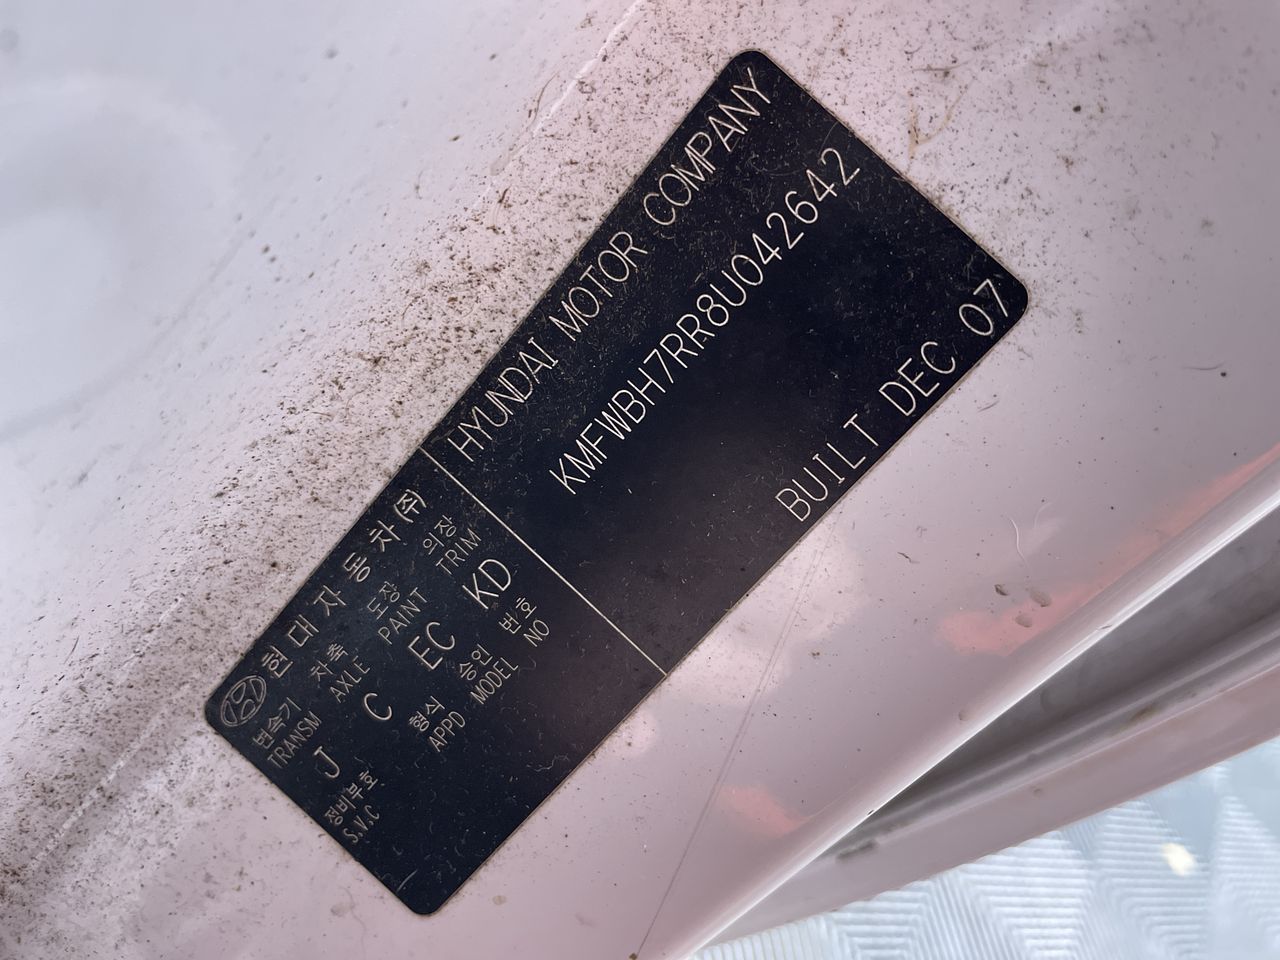 현대자동차(주)
변속기 차축 도장 의장
TRANSM AXLE PAINT TRIM
J C EC KD
정비부호 형식 승인 번호
S.V.C APPD MODEL NO
HYUNDAI MOTOR COMPANY
KMFWBH7RR8U042642
BUILT DEC 07